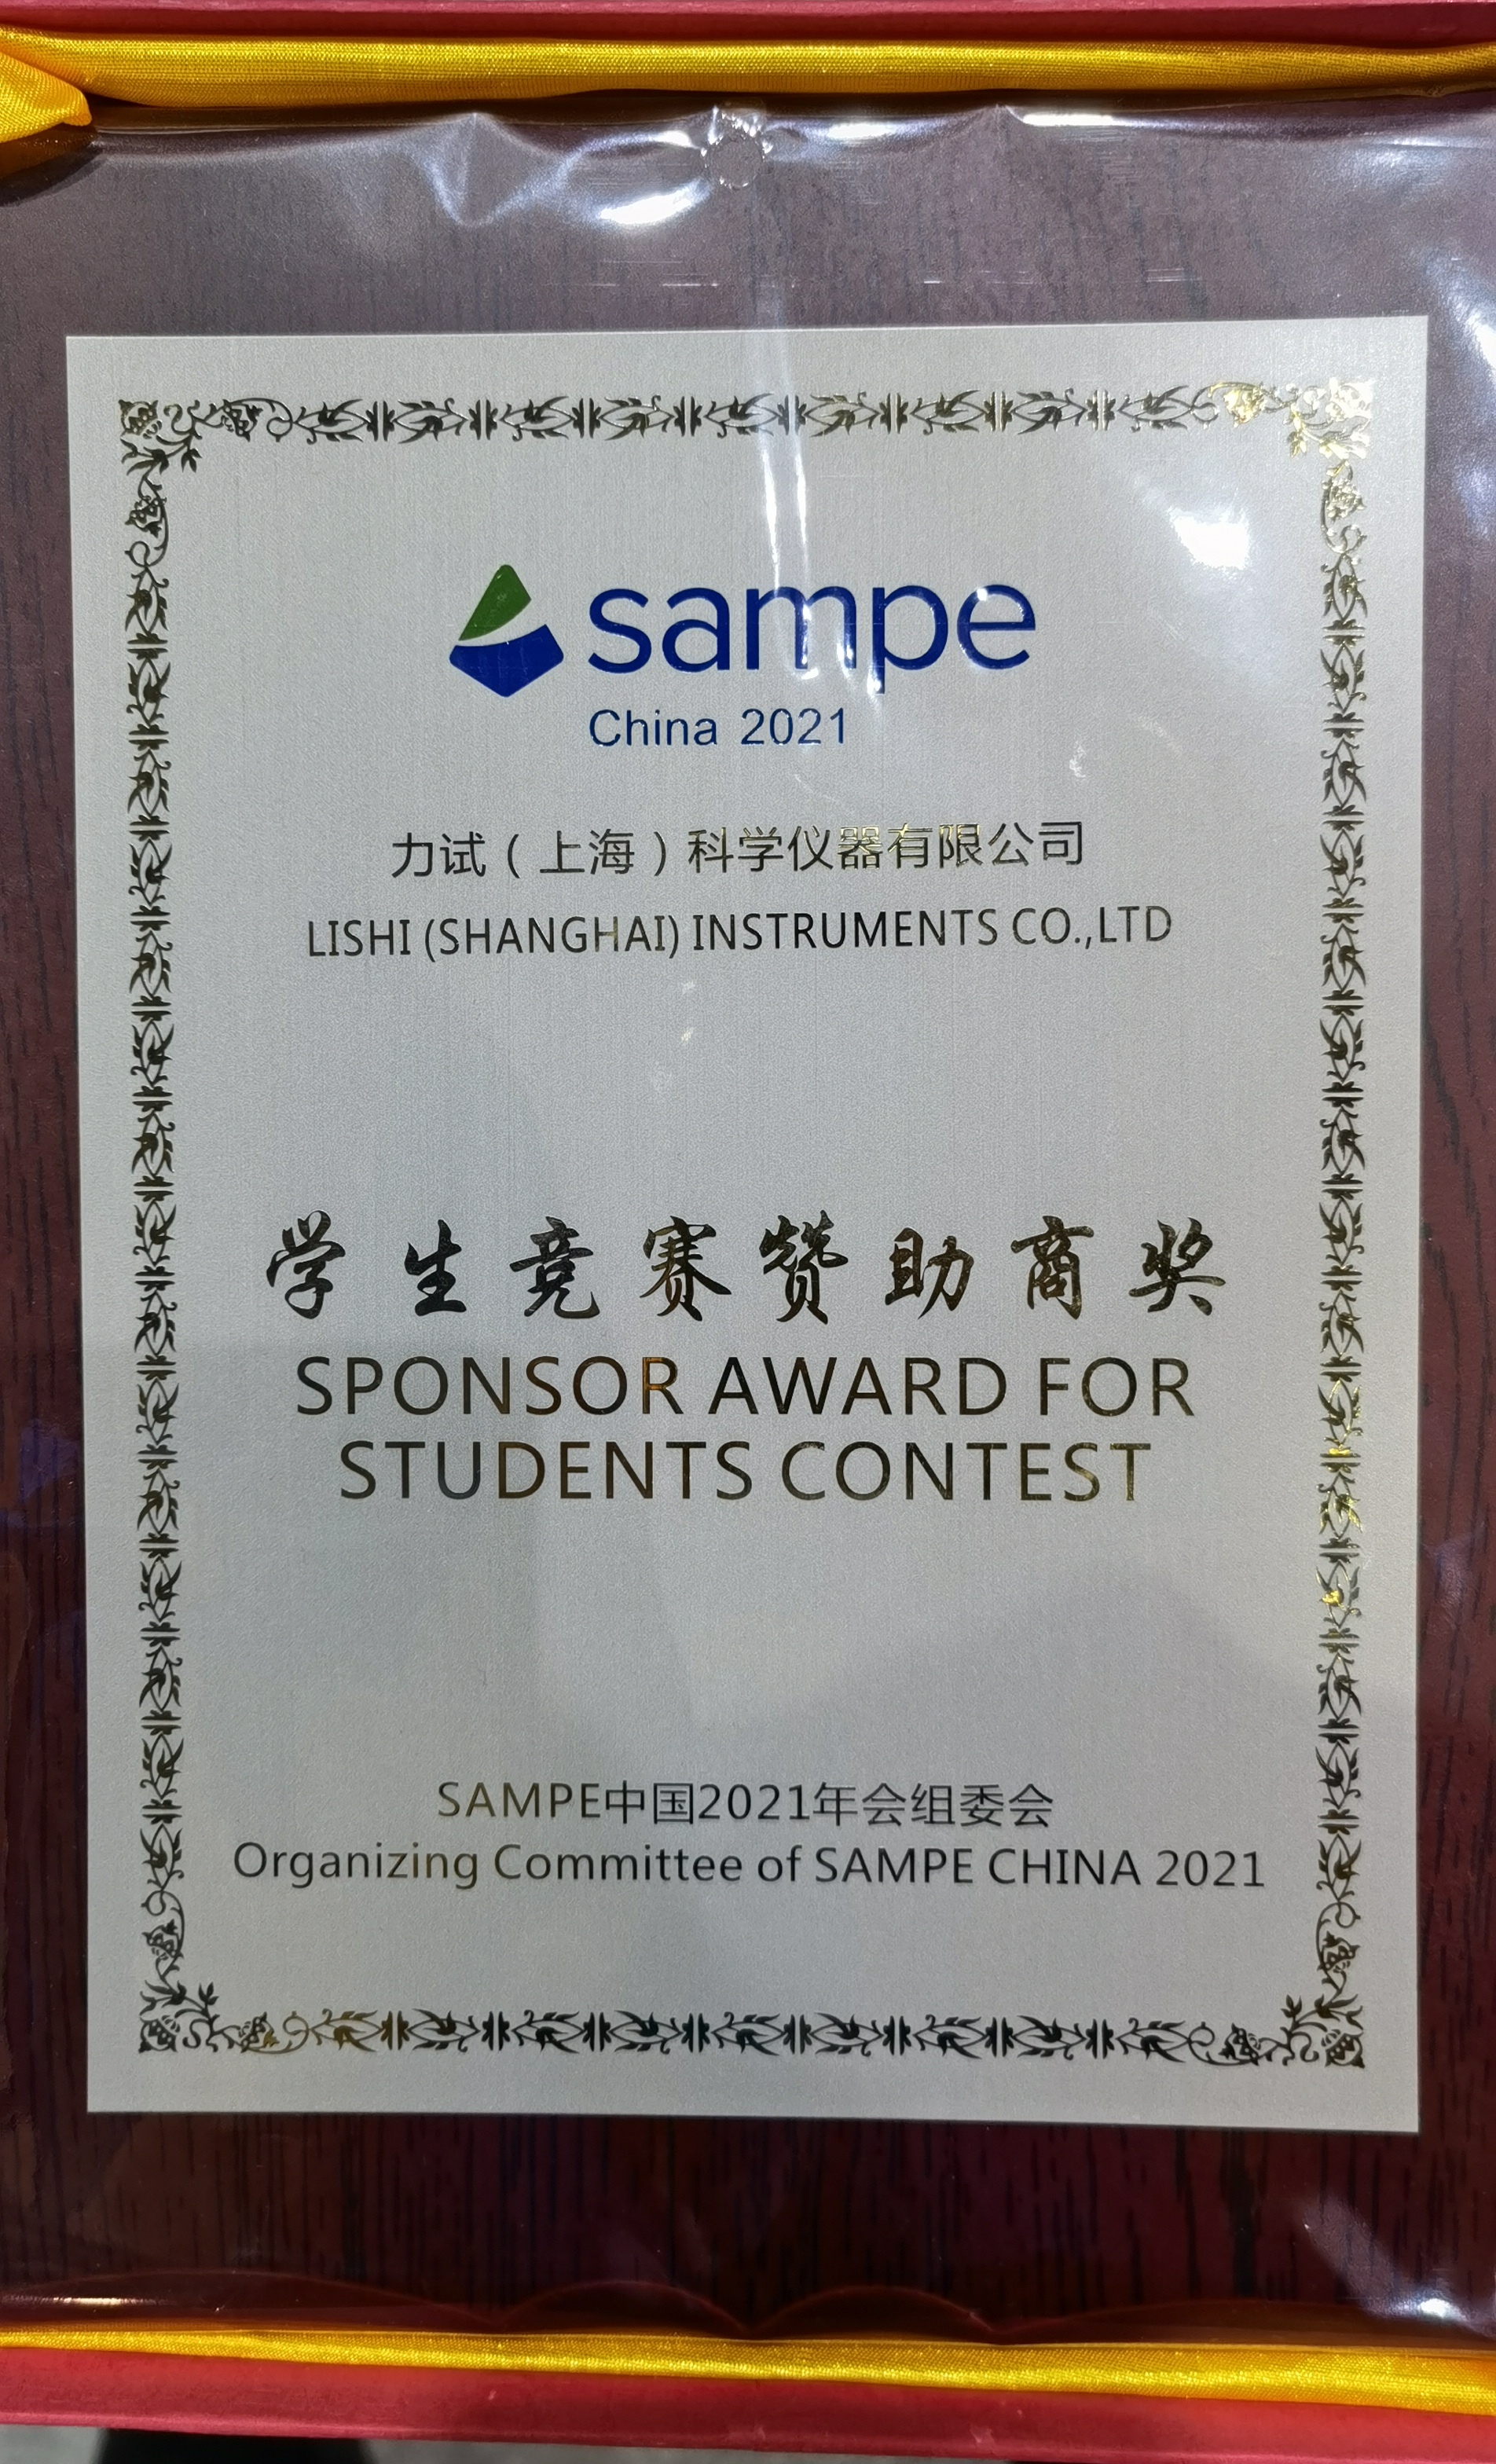 sampe
China 2021
力试（上海）科学仪器有限公司
LISHI (SHANGHAI) INSTRUMENTS CO.,LTD
学生竞赛赞助商奖
SPONSOR AWARD FOR
STUDENTS CONTEST
SAMPE中国2021年会组委会
Organizing Committee of SAMPE CHINA 2021